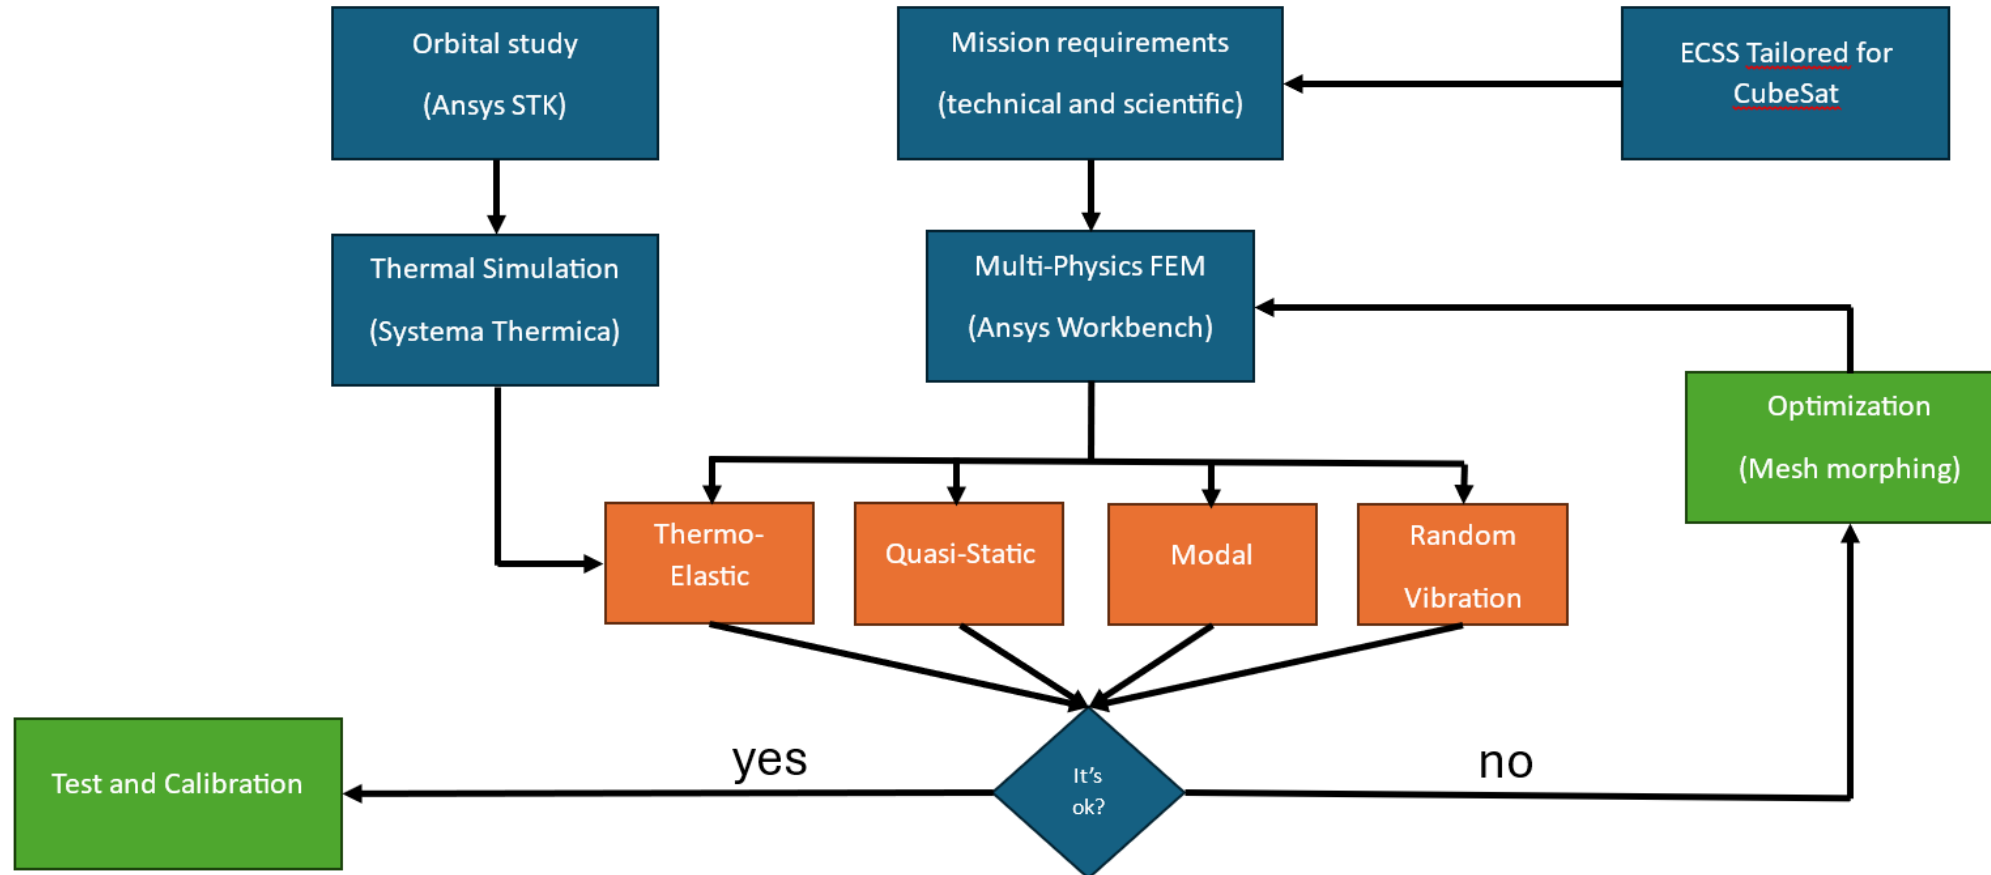 Orbital study
(Ansys STK)
Mission requirements
(technical and scientific)
ECSS Tailored for
CubeSat
Thermal Simulation
(Systema Thermica)
Multi-Physics FEM
(Ansys Workbench)
Optimization
(Mesh morphing)
Thermo-
Elastic
Quasi-Static
Modal
Random
Vibration
Test and Calibration
yes
It's
ok?
no